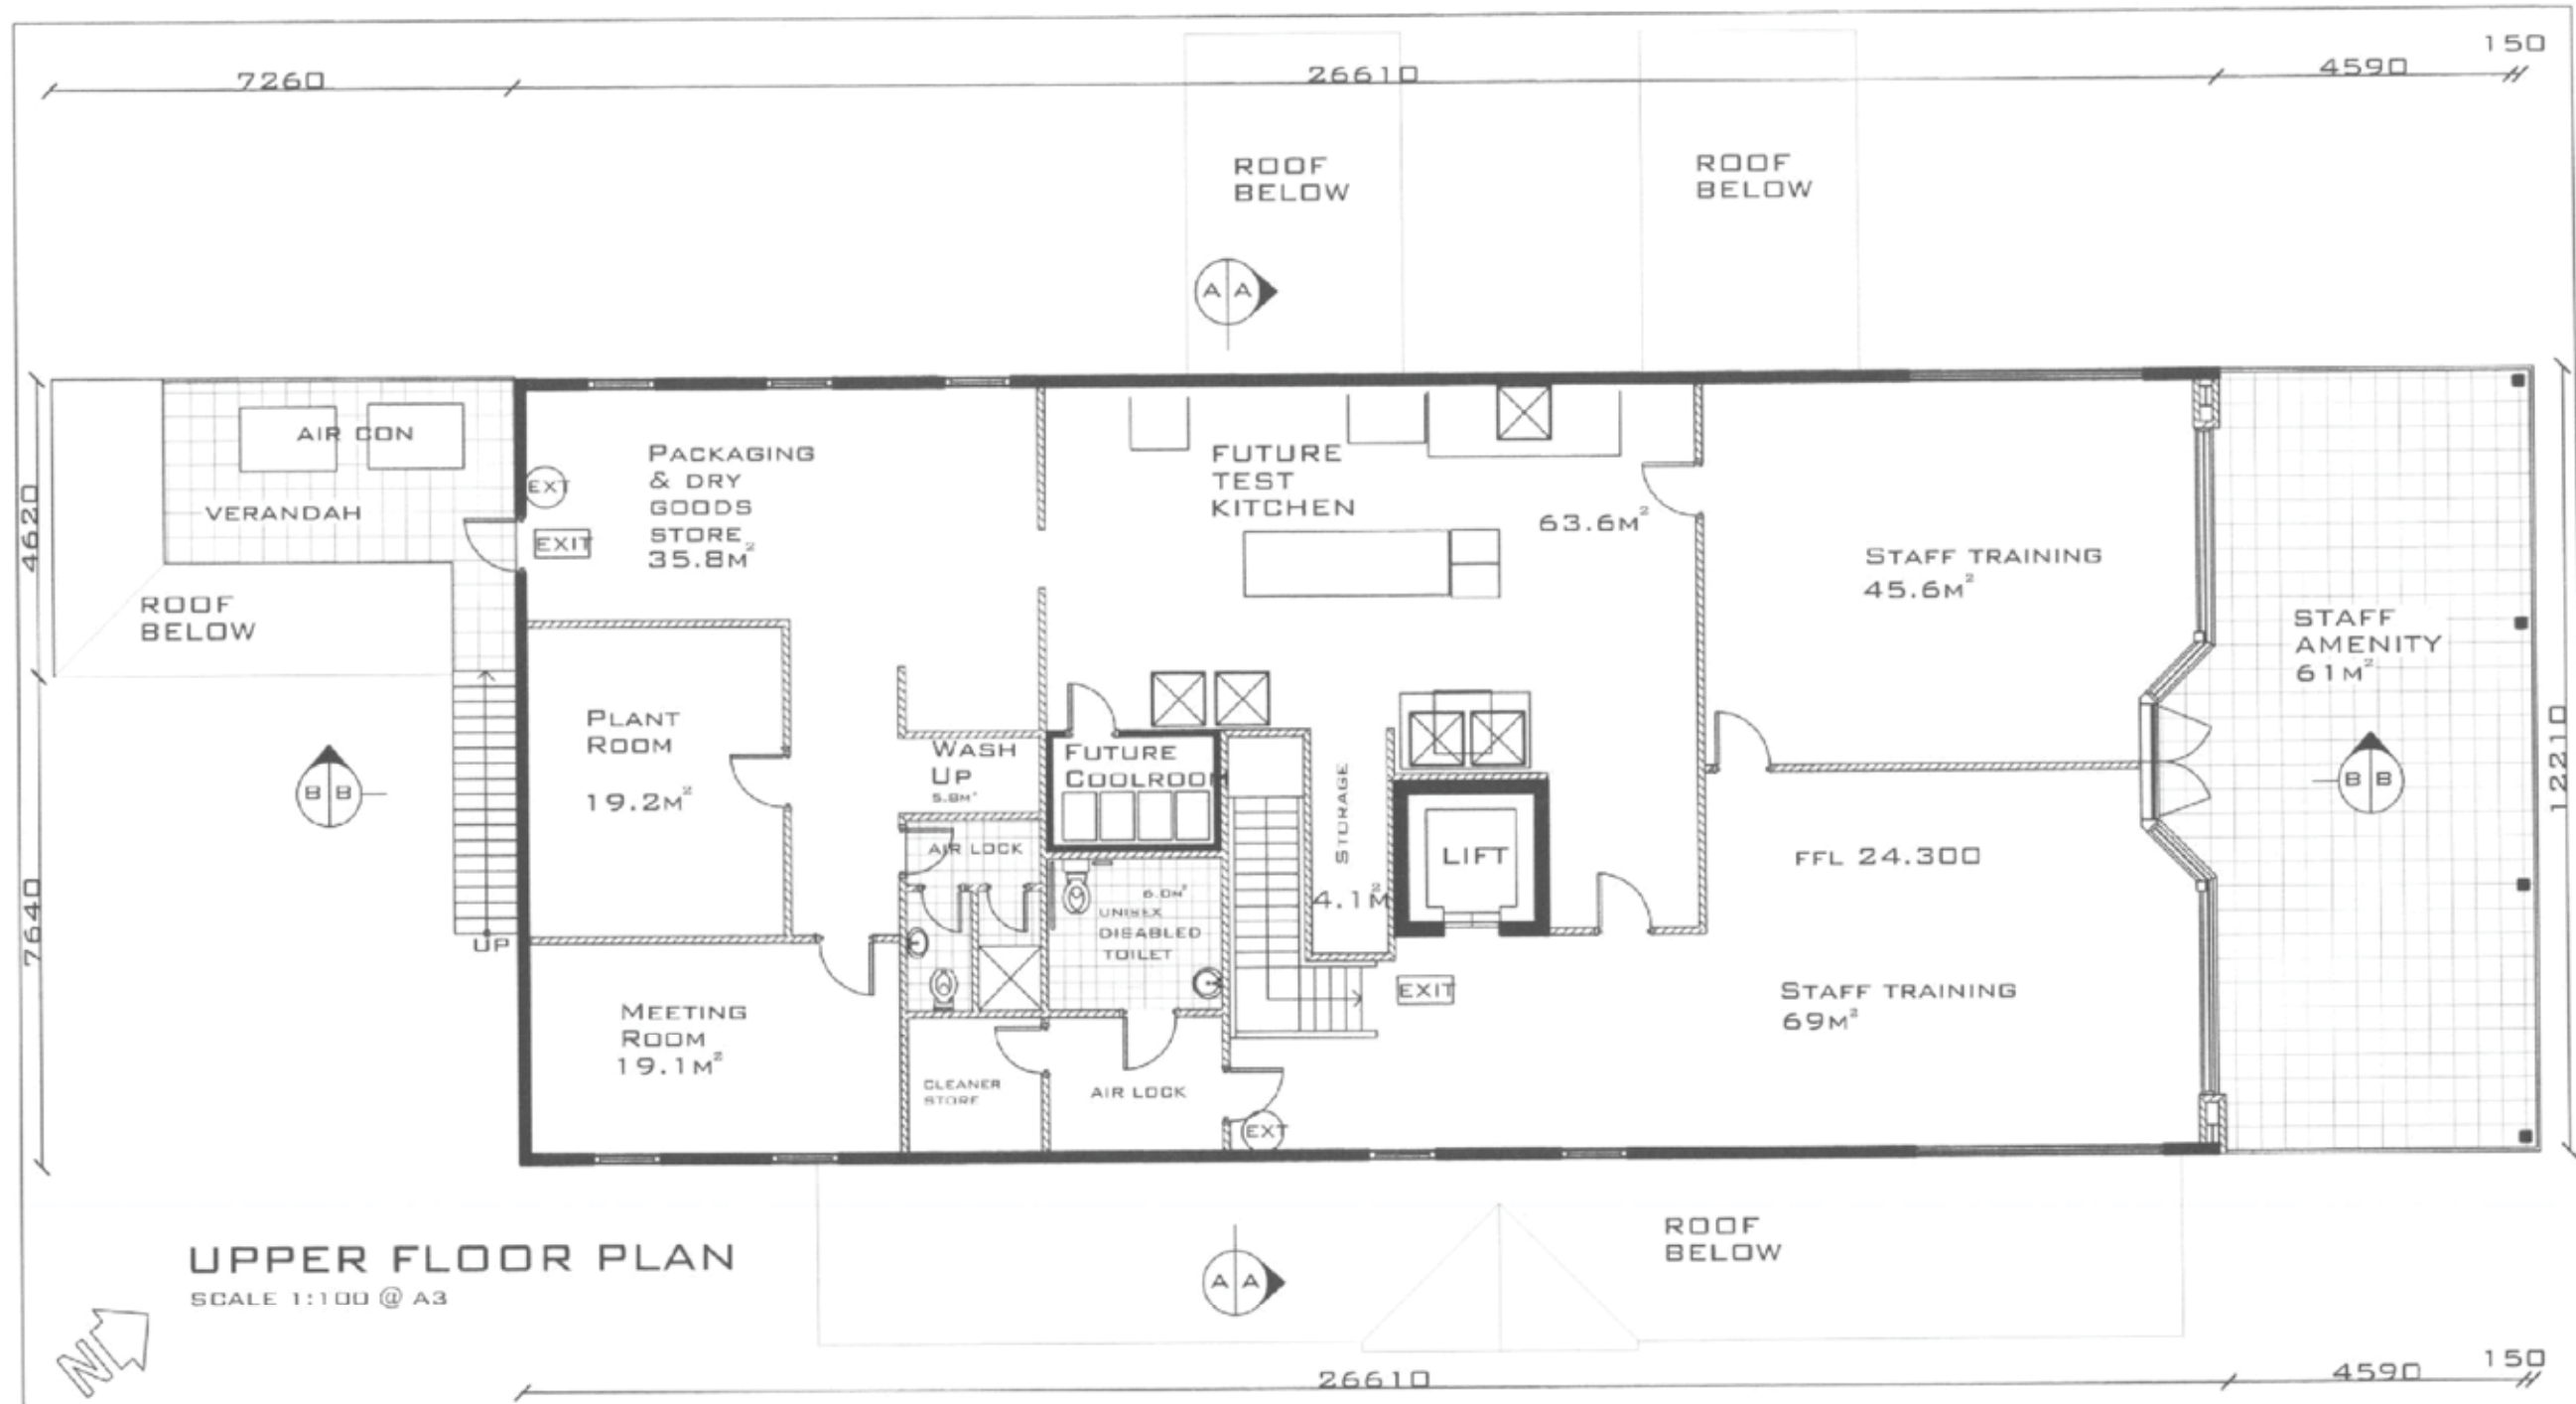 150
7260
26610
4590
ROOF
BELOW
ROOF
BELOW
A A
AIR CON
VERANDAH
EXT
EXIT
PACKAGING
& DRY
GOODS
STORE
35.8M²
FUTURE
TEST
KITCHEN
63.6M²
STAFF TRAINING
45.6M²
STAFF
AMENITY
61M²
4620
ROOF
BELOW
PLANT
ROOM
19.2M²
WASH
UP
5.8M²
FUTURE
COOLROOM
STORAGE
4.1M²
LIFT
B B
B B
12210
AIR LOCK
FFL 24.300
7640
UP
6.0M²
UNISEX
DISABLED
TOILET
EXIT
STAFF TRAINING
69M²
MEETING
ROOM
19.1M²
CLEANER
STORE
AIR LOCK
EXT
ROOF
BELOW
A A
UPPER FLOOR PLAN
SCALE 1:100 @ A3
N
26610
4590
150